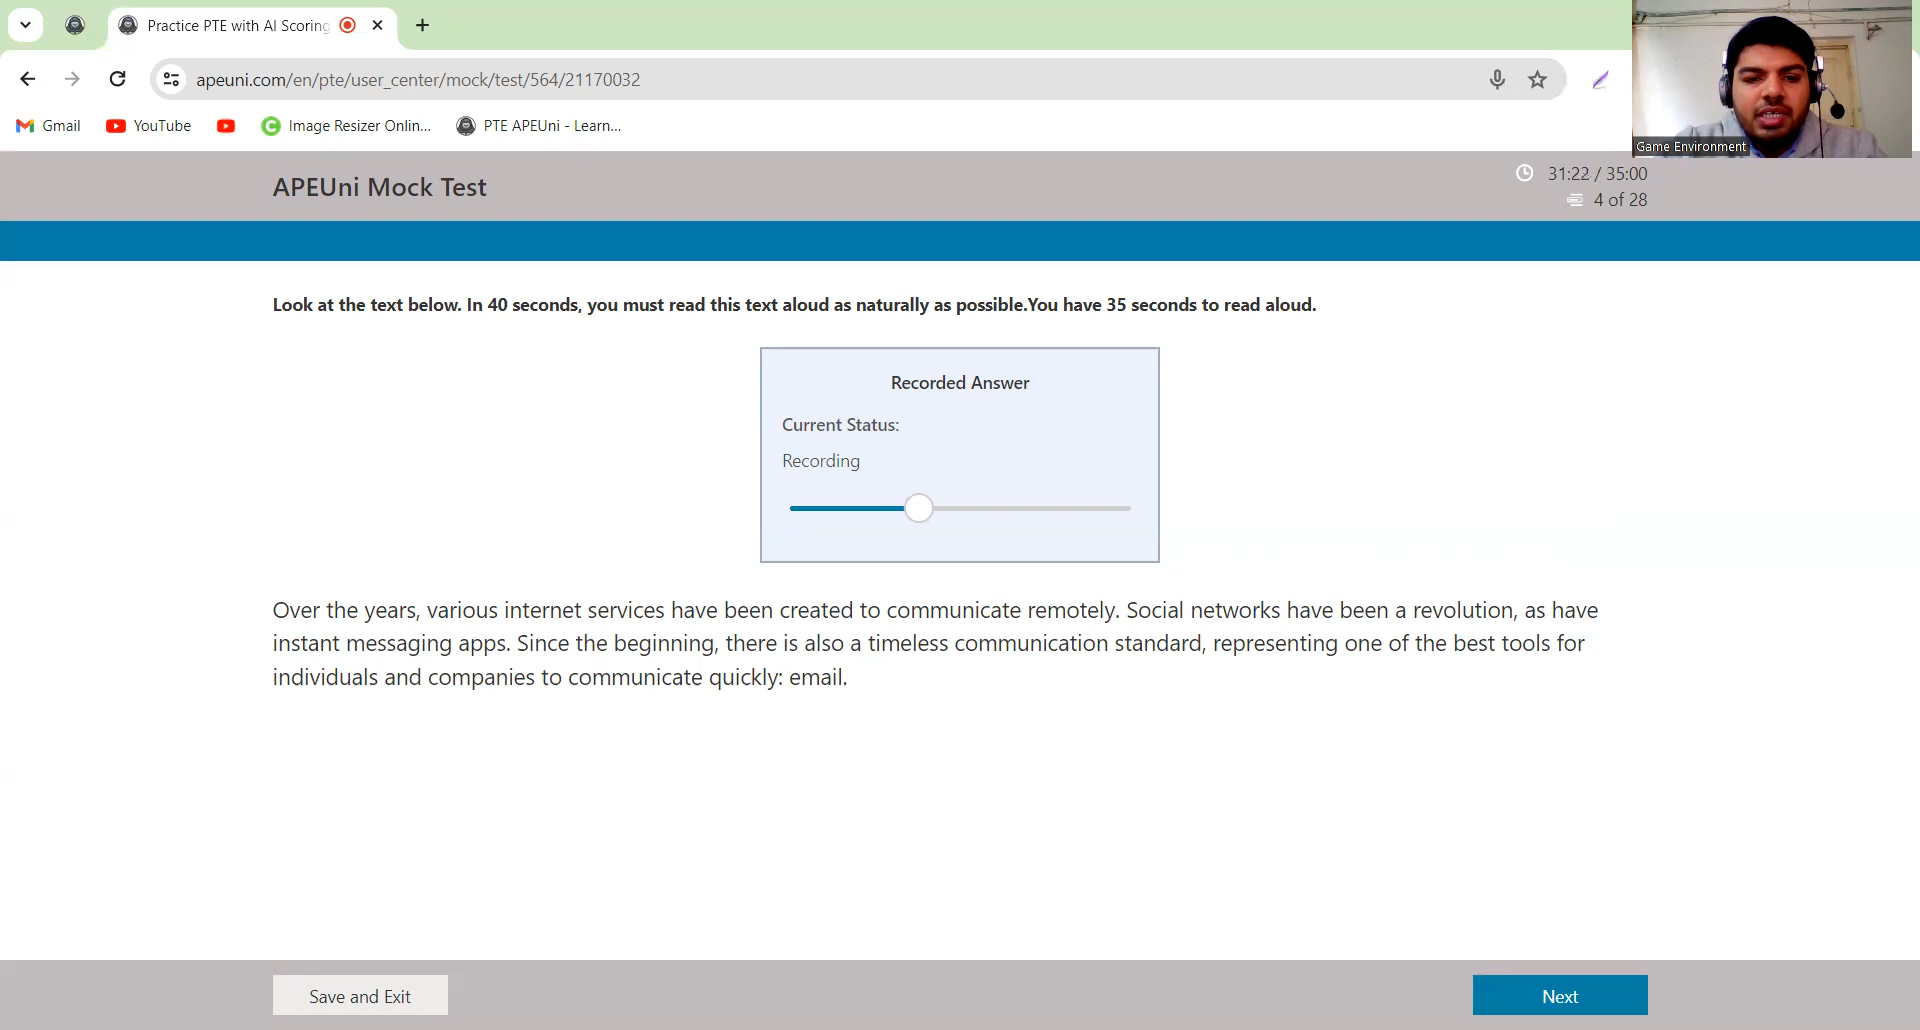 Practice PTE with AI Scoring
apeuni.com/en/pte/user_center/mock/test/564/21170032
Gmail
YouTube
Image Resizer Onlin...
PTE APEUni - Learn...
Game Environment
APEUni Mock Test
31:22 / 35:00
4 of 28
Look at the text below. In 40 seconds, you must read this text aloud as naturally as possible.You have 35 seconds to read aloud.
Recorded Answer
Current Status:
Recording
Over the years, various internet services have been created to communicate remotely. Social networks have been a revolution, as have
instant messaging apps. Since the beginning, there is also a timeless communication standard, representing one of the best tools for
individuals and companies to communicate quickly: email.
Save and Exit
Next